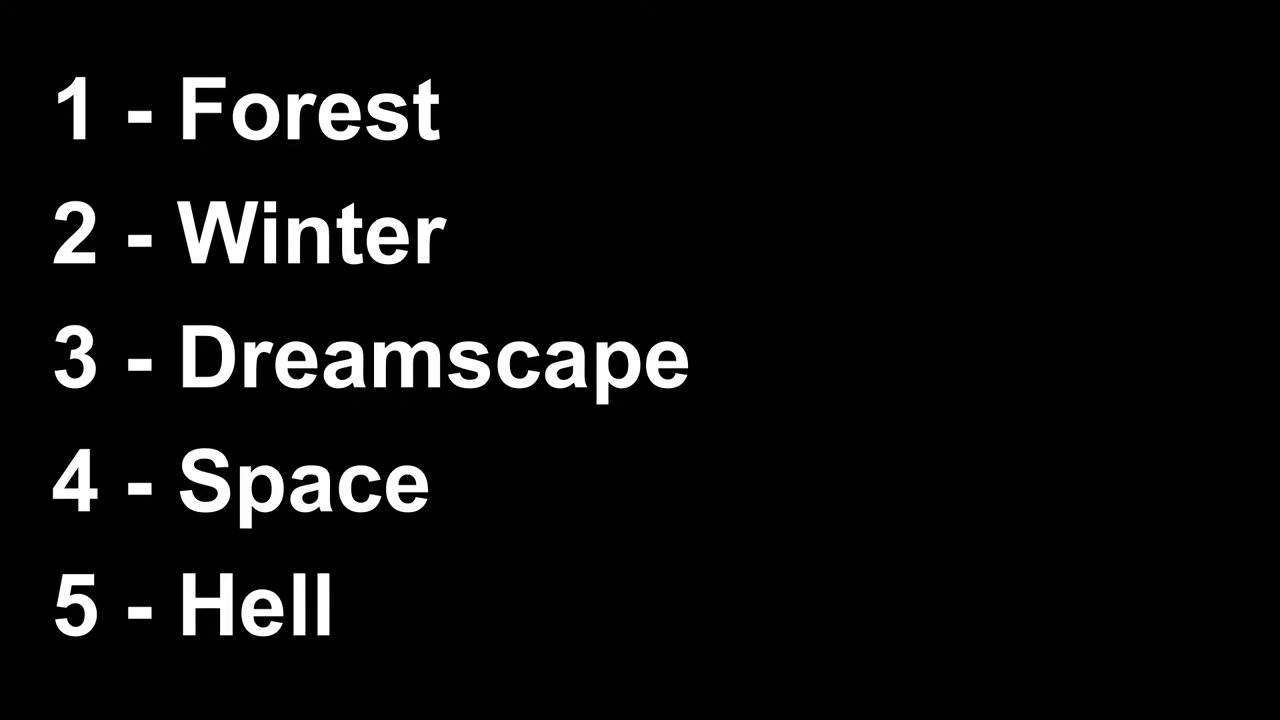 1 - Forest
2 - Winter
3 - Dreamscape
4 - Space
5 - Hell